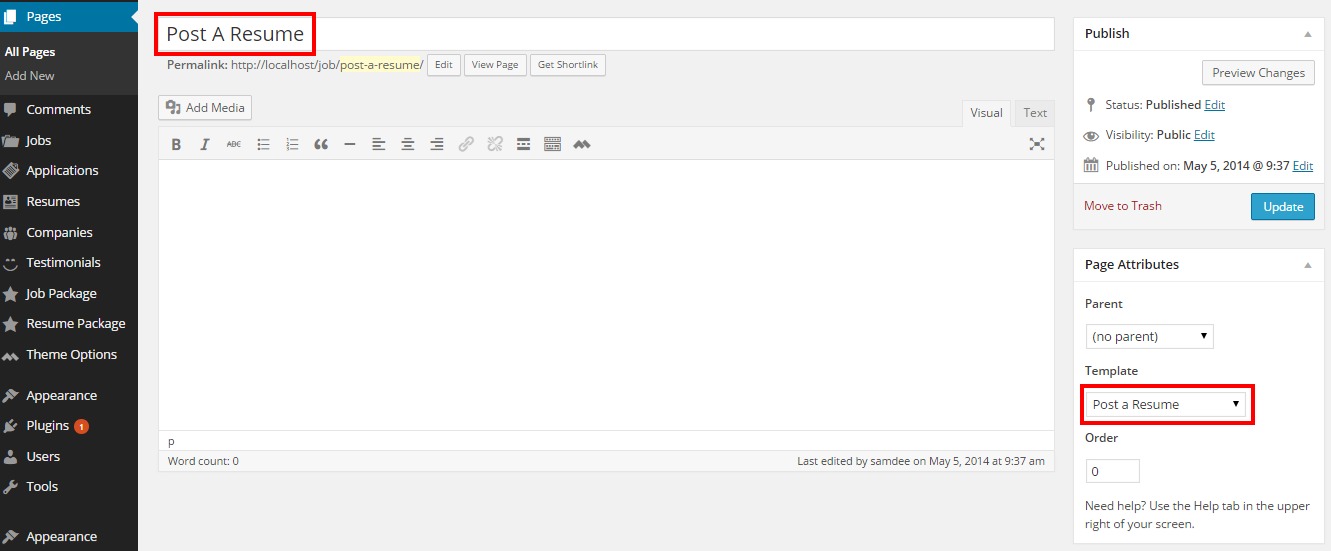 Pages
All Pages
Add New
Comments
Jobs
Applications
Resumes
Companies
Testimonials
Job Package
Resume Package
Theme Options
Appearance
Plugins 1
Users
Tools
Appearance
Post A Resume
Permalink: http://localhost/job/post-a-resume/ Edit View Page Get Shortlink
Add Media
Visual Text
B I ABC
p
Word count: 0 Last edited by samdee on May 5, 2014 at 9:37 am
Publish
Preview Changes
Status: Published Edit
Visibility: Public Edit
Published on: May 5, 2014 @ 9:37 Edit
Move to Trash Update
Page Attributes
Parent
(no parent)
Template
Post a Resume
Order
0
Need help? Use the Help tab in the upper
right of your screen.